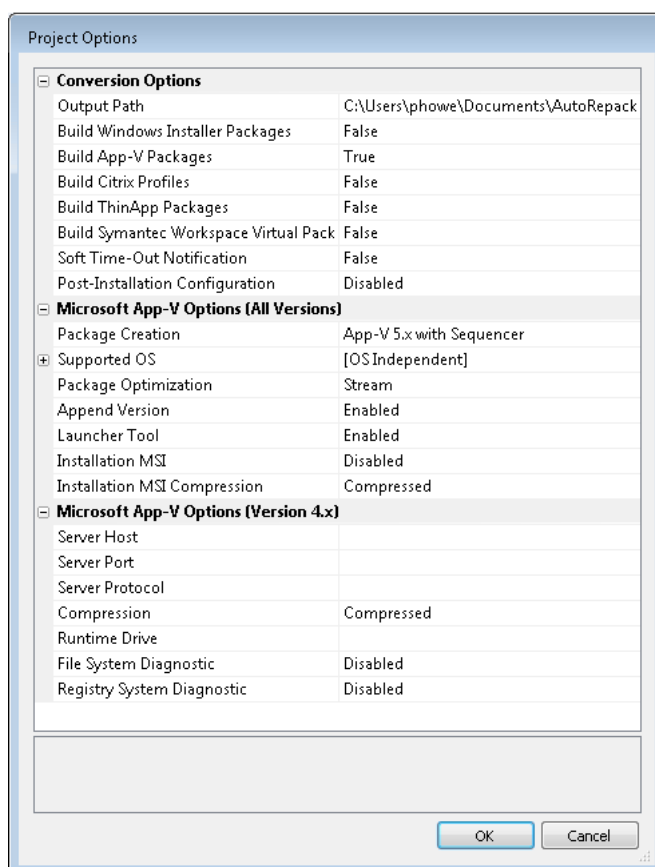 Project Options
Conversion Options
Output Path C:\Users\phowe\Documents\AutoRepack
Build Windows Installer Packages False
Build App-V Packages True
Build Citrix Profiles False
Build ThinApp Packages False
Build Symantec Workspace Virtual Pack False
Soft Time-Out Notification False
Post-Installation Configuration Disabled
Microsoft App-V Options (All Versions)
Package Creation App-V 5.x with Sequencer
Supported OS [OS Independent]
Package Optimization Stream
Append Version Enabled
Launcher Tool Enabled
Installation MSI Disabled
Installation MSI Compression Compressed
Microsoft App-V Options (Version 4.x)
Server Host
Server Port
Server Protocol
Compression Compressed
Runtime Drive
File System Diagnostic Disabled
Registry System Diagnostic Disabled
OK Cancel